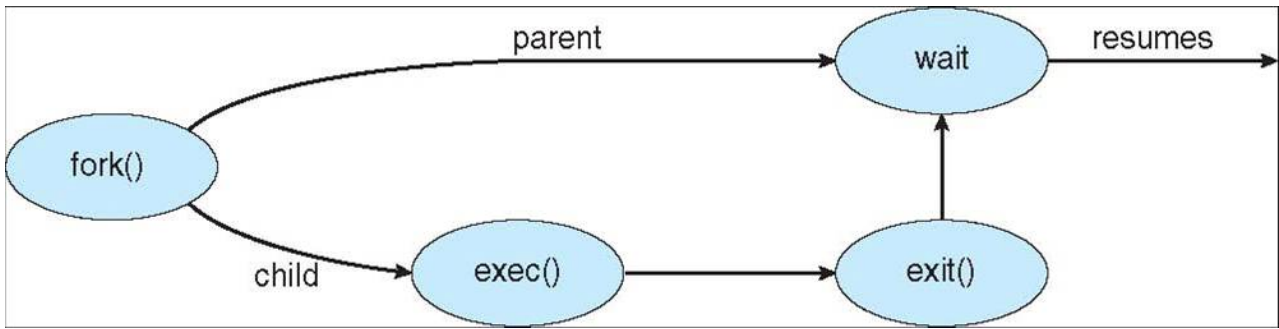 parent
wait
resumes
fork()
child
exec()
exit()